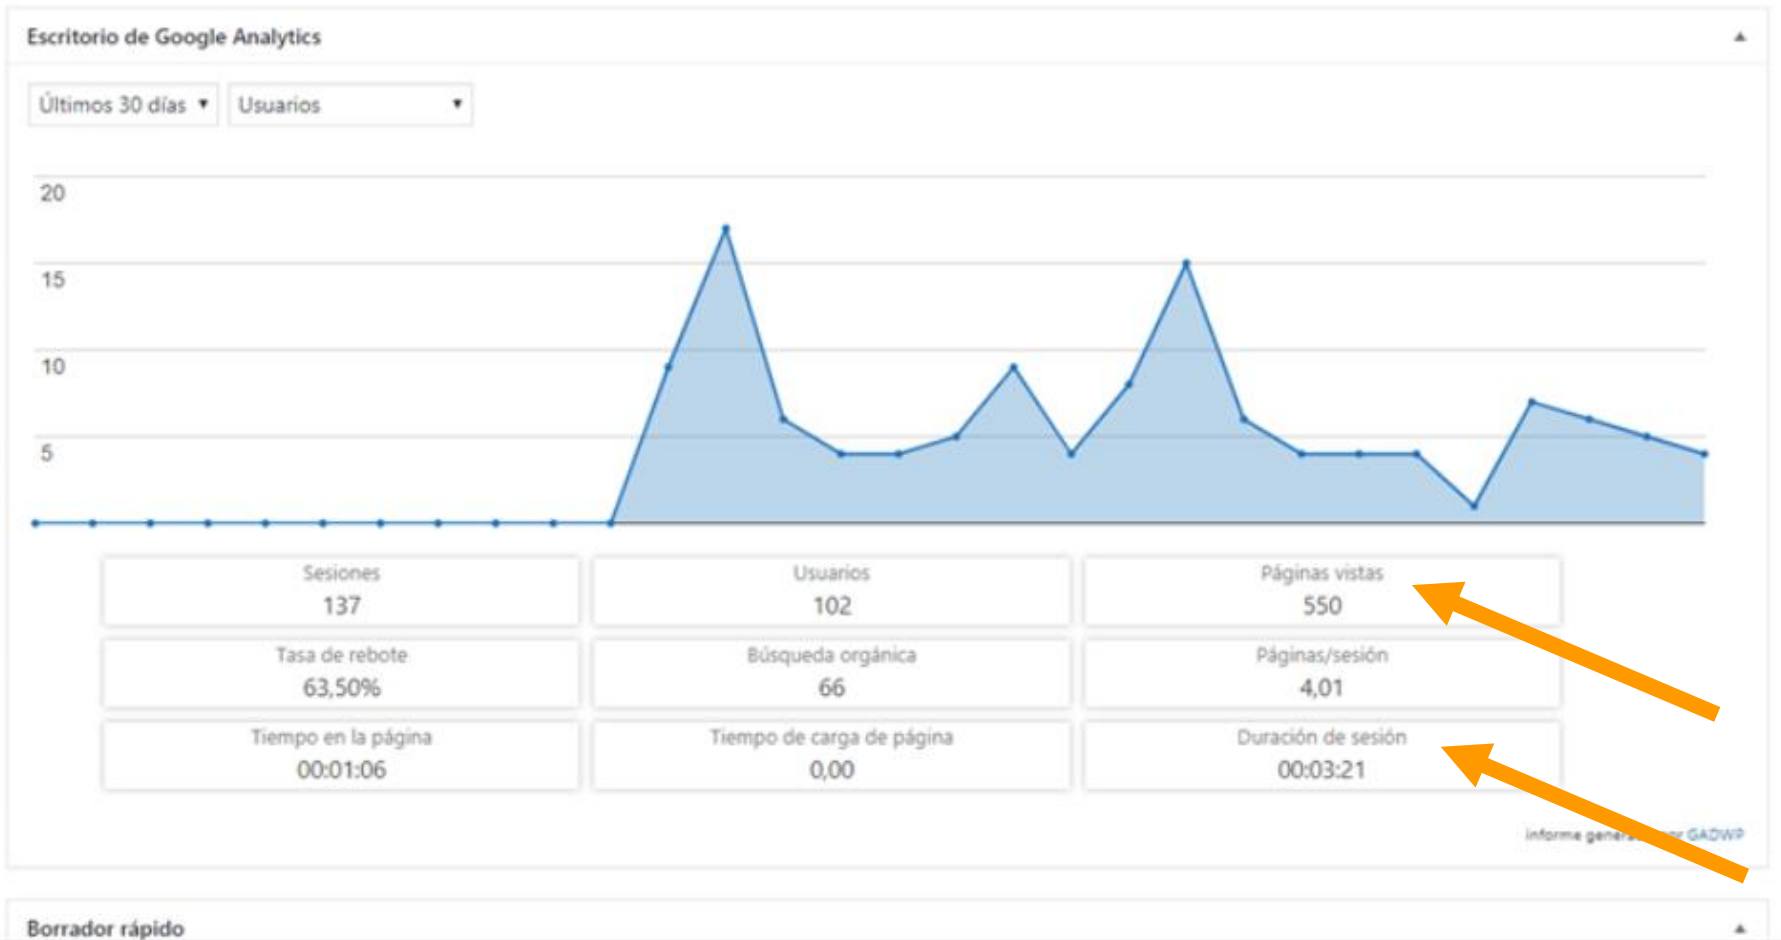 Escritorio de Google Analytics
Últimos 30 días
Usuarios
20
15
10
5
Sesiones
137
Usuarios
102
Páginas vistas
550
Tasa de rebote
63,50%
Búsqueda orgánica
66
Páginas/sesión
4,01
Tiempo en la página
00:01:06
Tiempo de carga de página
0,00
Duración de sesión
00:03:21
informe GADWP
Borrador rápido